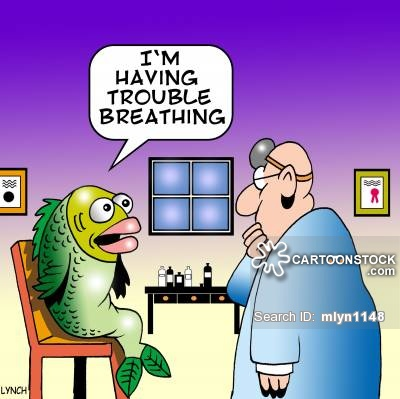 I'M
HAVING
TROUBLE
BREATHING
CARTOONSTOCK
.com
Search ID: mlyn1148
LYNCH